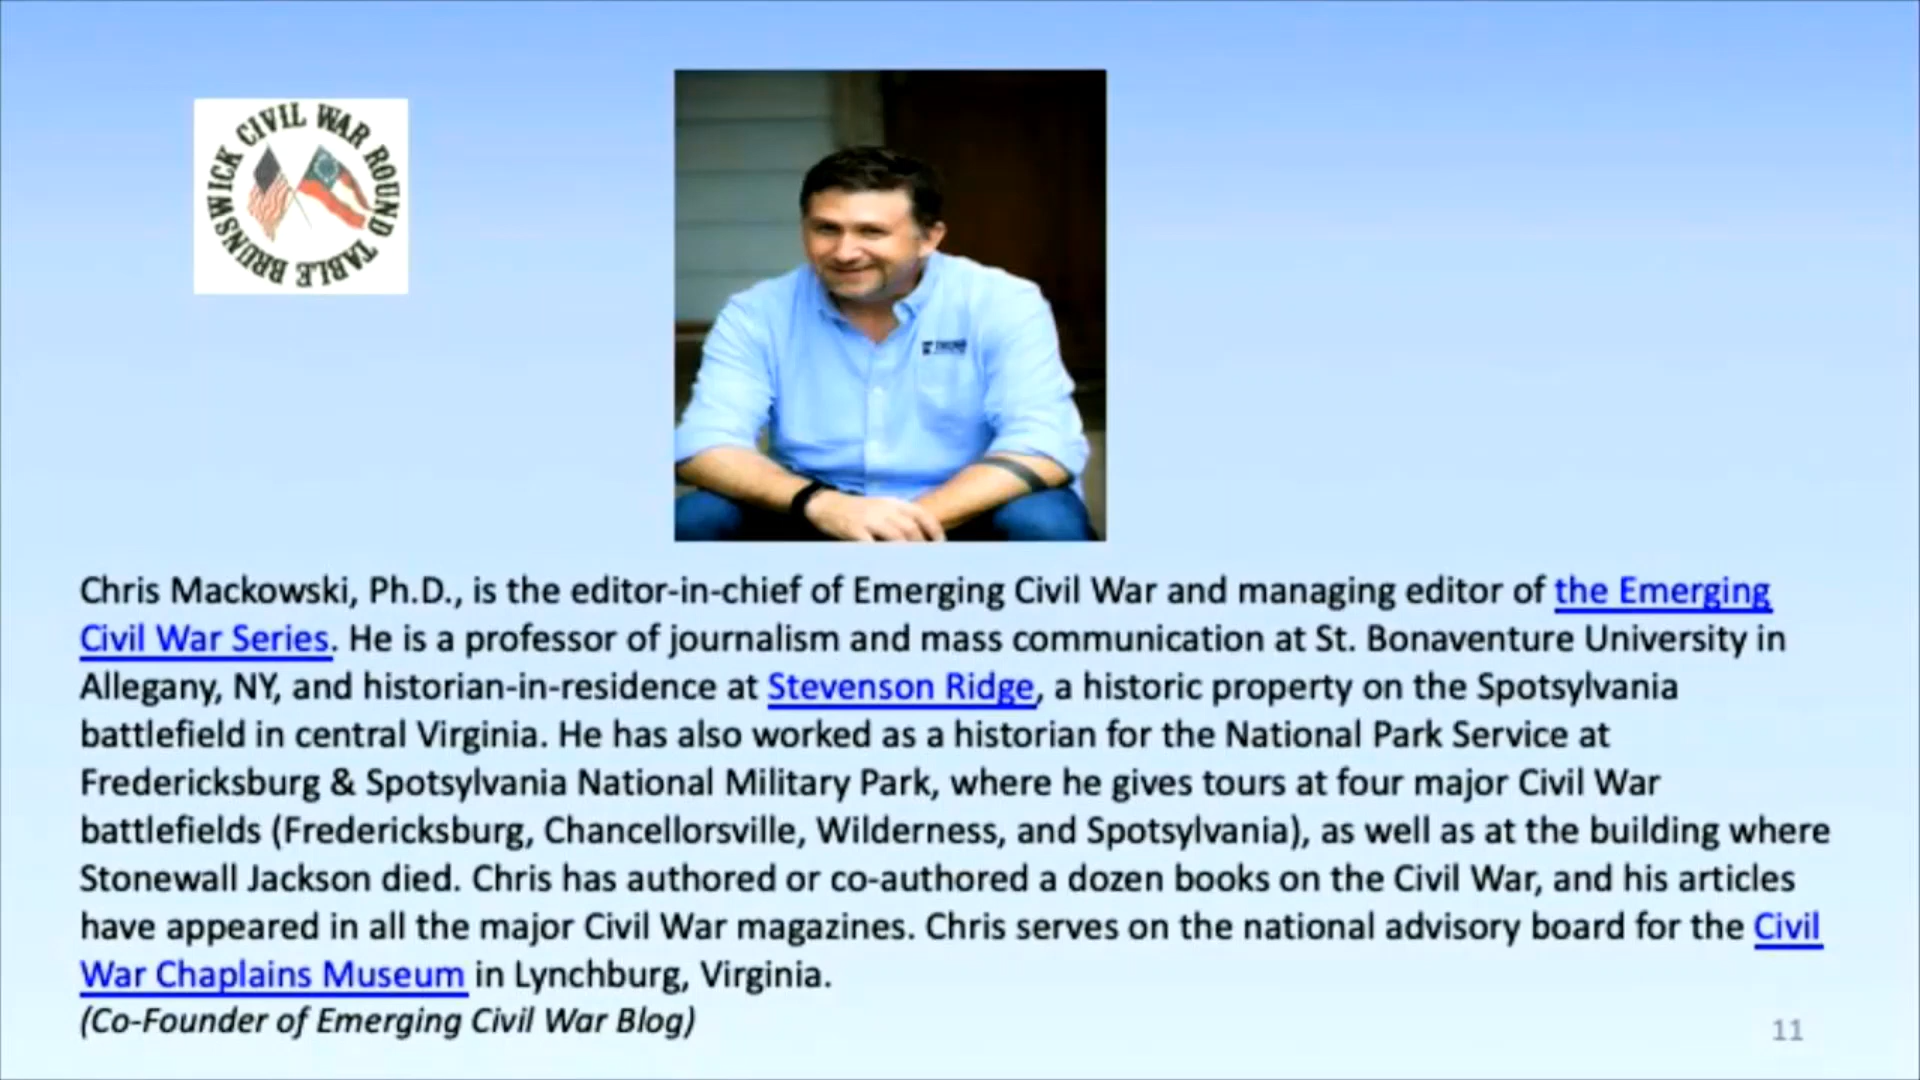 BRUNSWICK CIVIL WAR ROUND TABLE
Chris Mackowski, Ph.D., is the editor-in-chief of Emerging Civil War and managing editor of the Emerging
Civil War Series. He is a professor of journalism and mass communication at St. Bonaventure University in
Allegany, NY, and historian-in-residence at Stevenson Ridge, a historic property on the Spotsylvania
battlefield in central Virginia. He has also worked as a historian for the National Park Service at
Fredericksburg & Spotsylvania National Military Park, where he gives tours at four major Civil War
battlefields (Fredericksburg, Chancellorsville, Wilderness, and Spotsylvania), as well as at the building where
Stonewall Jackson died. Chris has authored or co-authored a dozen books on the Civil War, and his articles
have appeared in all the major Civil War magazines. Chris serves on the national advisory board for the Civil
War Chaplains Museum in Lynchburg, Virginia.
(Co-Founder of Emerging Civil War Blog)
11